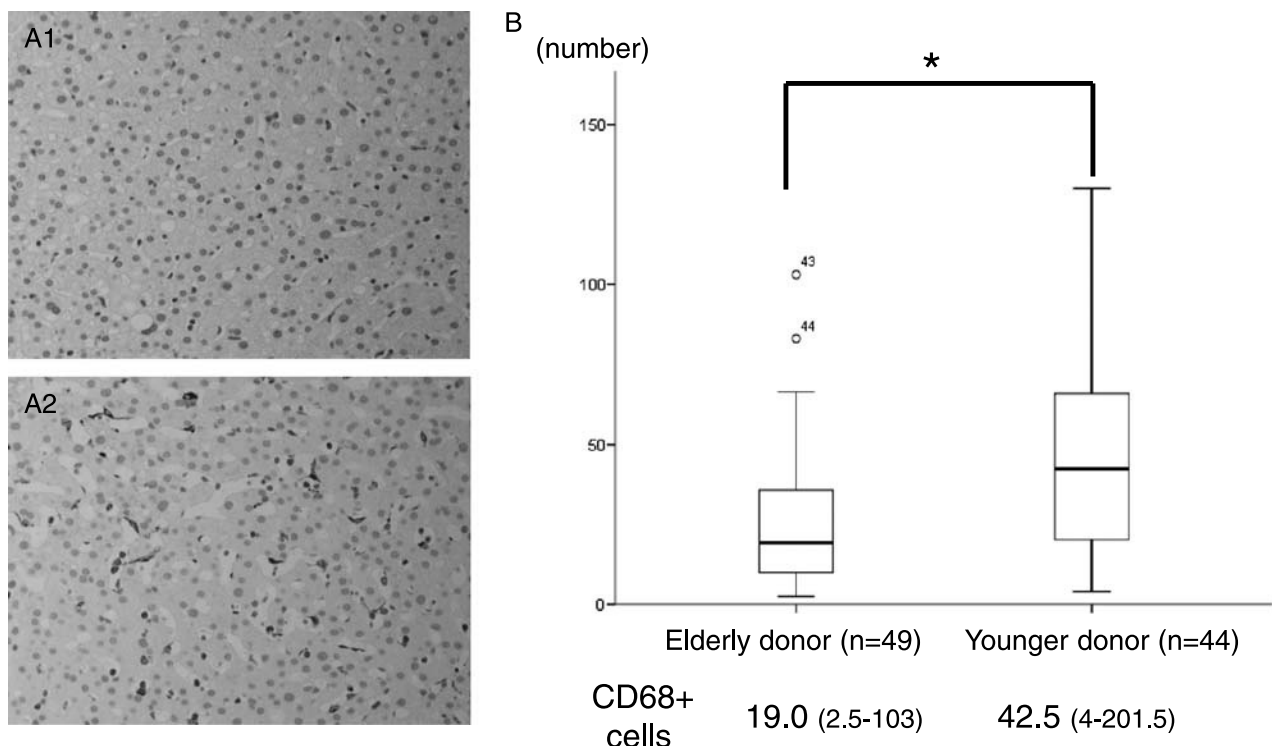 A1
A2
B
(number)
*
150
100
50
0
43
44
Elderly donor (n=49) Younger donor (n=44)
CD68+
cells
19.0 (2.5-103) 42.5 (4-201.5)